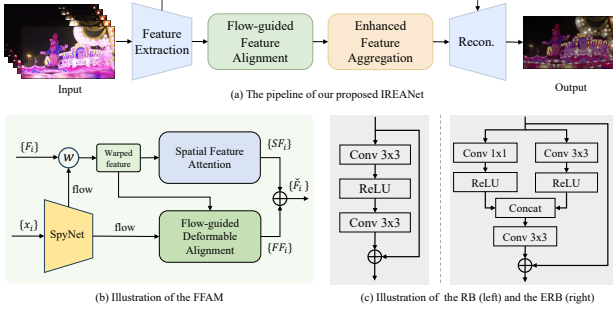 Feature
Extraction
Flow-guided
Feature
Alignment
Enhanced
Feature
Aggregation
Recon.
Input
Output
(a) The pipeline of our proposed IREANet
{F_i}
w
Warped
feature
Spatial Feature
Attention
{SF_i}
{F̆_i}
flow
{x_i}
SpyNet
flow
Flow-guided
Deformable
Alignment
{FF_i}
(b) Illustration of the FFAM
Conv 3x3
ReLU
Conv 3x3
Conv 1x1
Conv 3x3
ReLU
ReLU
Concat
Conv 3x3
(c) Illustration of the RB (left) and the ERB (right)